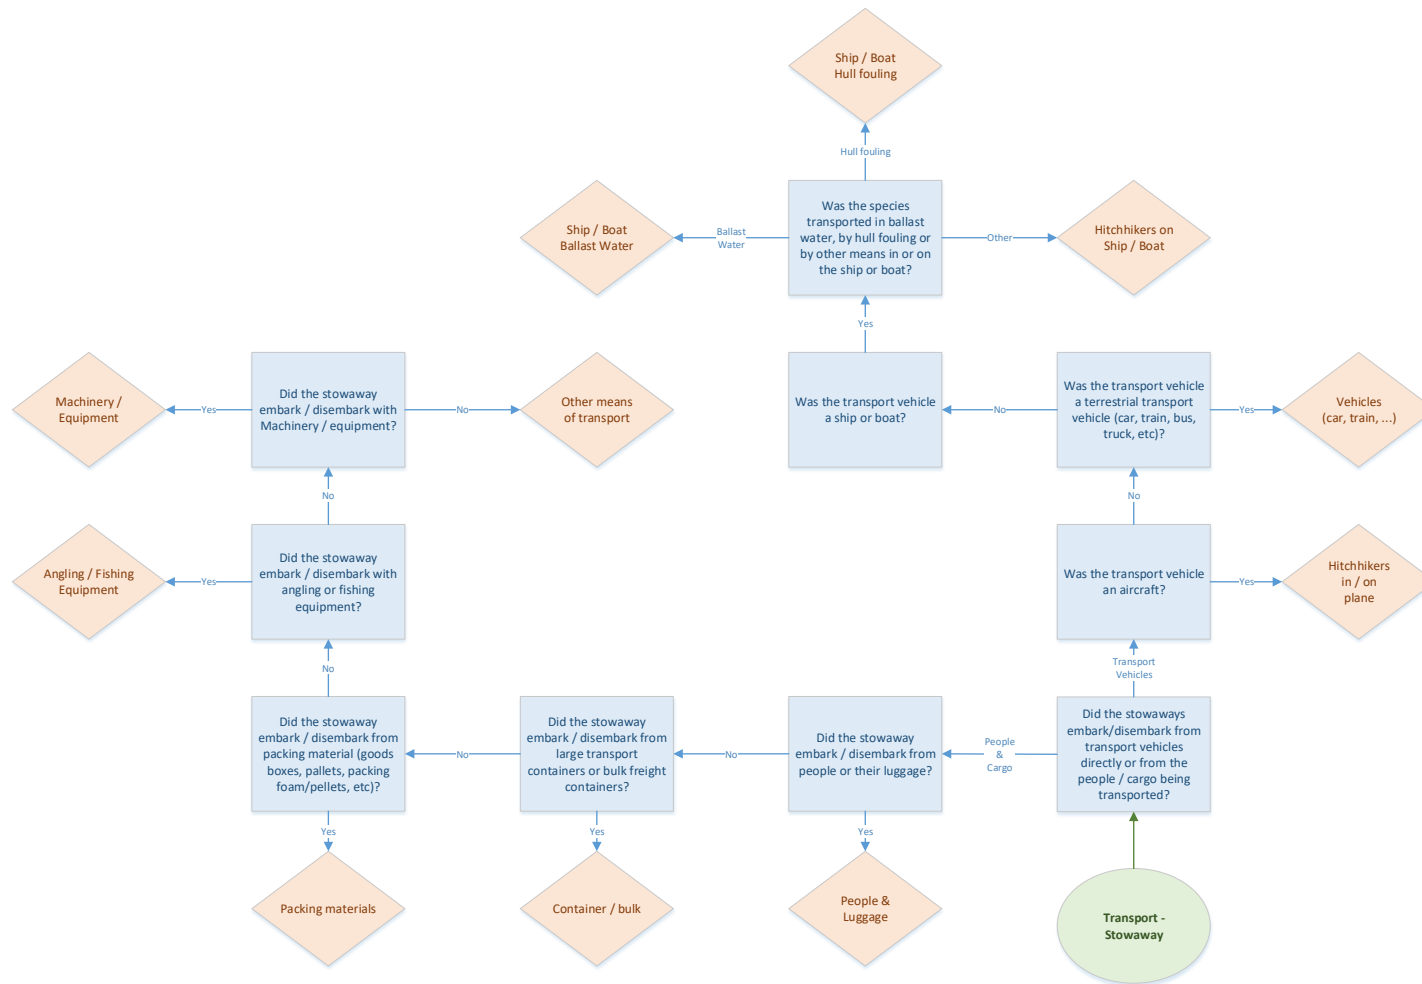 Ship / Boat
Hull fouling
Hull fouling
Ship / Boat
Ballast Water
Ballast
Water
Was the species
transported in ballast
water, by hull fouling or
by other means in or on
the ship or boat?
Other
Hitchhikers on
Ship / Boat
Yes
Machinery /
Equipment
Yes
Did the stowaway
embark / disembark with
Machinery / equipment?
No
Other means
of transport
Was the transport vehicle
a ship or boat?
No
Was the transport vehicle
a terrestrial transport
vehicle (car, train, bus,
truck, etc)?
Yes
Vehicles
(car, train, ...)
No
No
Angling / Fishing
Equipment
Yes
Did the stowaway
embark / disembark with
angling or fishing
equipment?
Was the transport vehicle
an aircraft?
Yes
Hitchhikers
in / on
plane
No
Transport
Vehicles
Did the stowaway
embark / disembark from
packing material (goods
boxes, pallets, packing
foam/pellets, etc)?
No
Did the stowaway
embark / disembark from
large transport
containers or bulk freight
containers?
No
Did the stowaway
embark / disembark from
people or their luggage?
People
&
Cargo
Did the stowaways
embark/disembark from
transport vehicles
directly or from the
people / cargo being
transported?
Yes
Yes
Yes
Packing materials
Container / bulk
People &
Luggage
Transport -
Stowaway